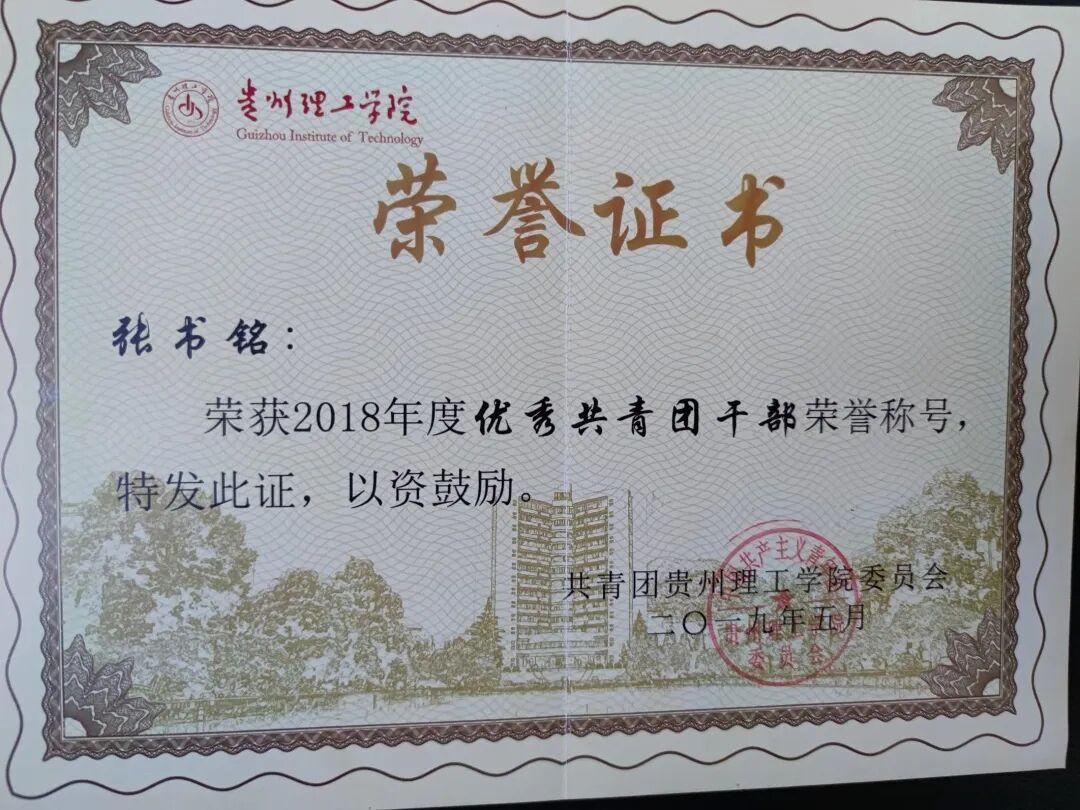 贵州理工学院
Guizhou Institute of Technology
荣誉证书
张书铭：
荣获2018年度优秀共青团干部荣誉称号，
特发此证，以资鼓励。
共青团贵州理工学院委员会
二〇一九年五月
委员会